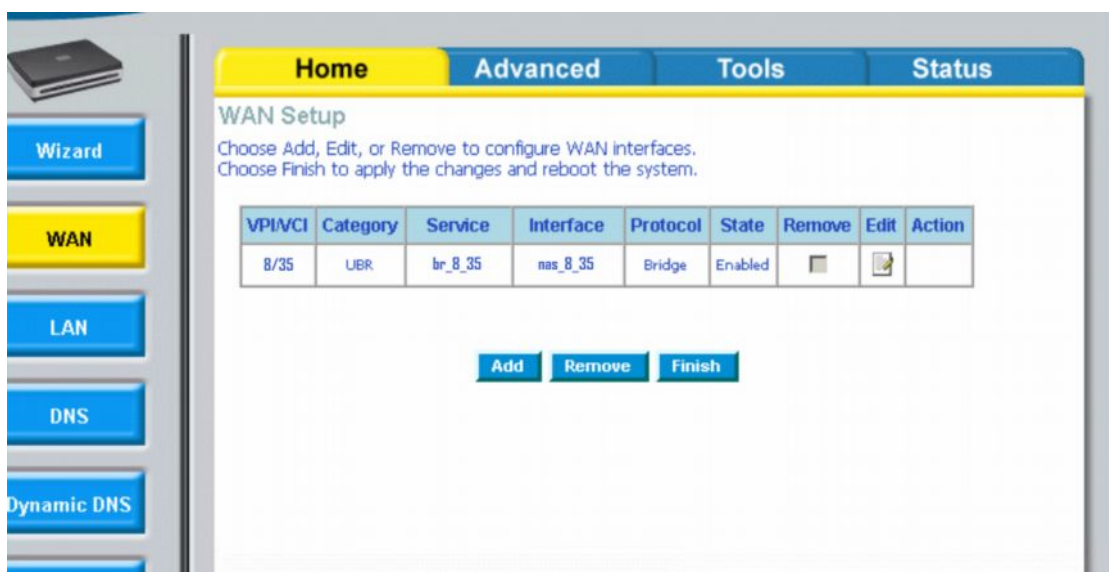 Home Advanced Tools Status
WAN Setup
Choose Add, Edit, or Remove to configure WAN interfaces.
Choose Finish to apply the changes and reboot the system.
Wizard
WAN
LAN
DNS
Dynamic DNS
VPI/VCI Category Service Interface Protocol State Remove Edit Action
8/35 UBR br_8_35 nas_8_35 Bridge Enabled
Add Remove Finish